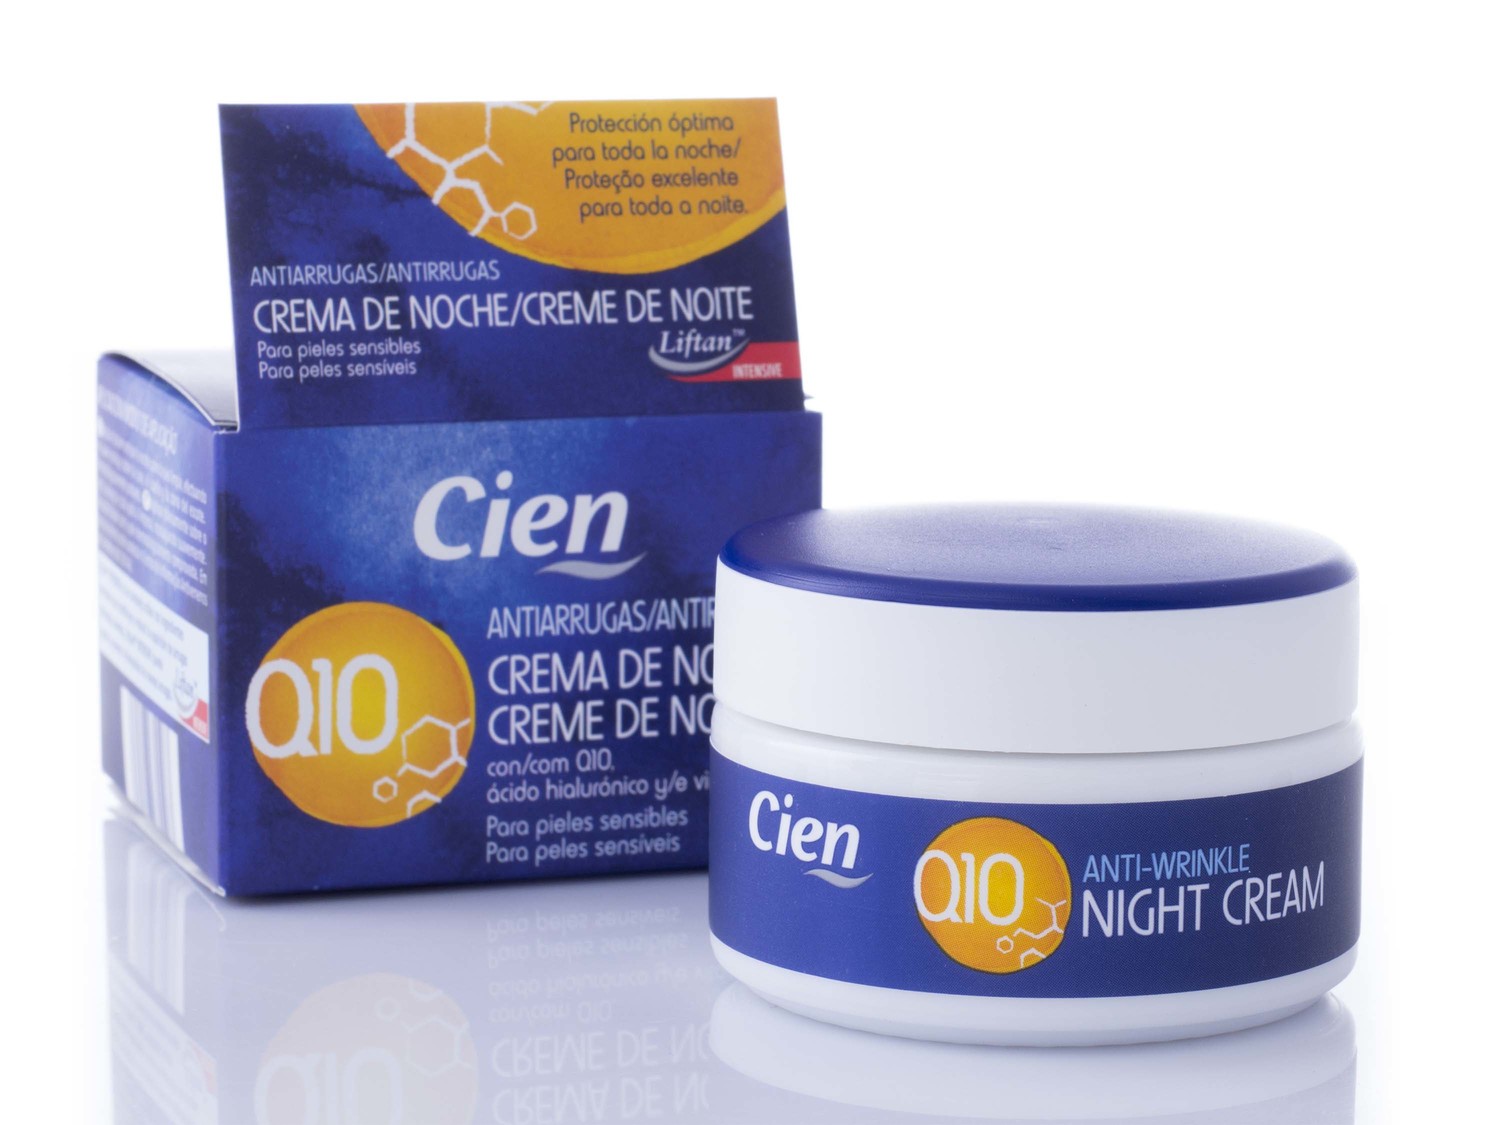 Protección óptima
para toda la noche/
Proteção excelente
para toda a noite.
ANTIARRUGAS/ANTIRRUGAS
CREMA DE NOCHE/CREME DE NOITE
Para pieles sensibles
Para peles sensíveis
Liftan™
INTENSIVE
Cien
Q10
ANTIARRUGAS/ANTIR
CREMA DE NO
CREME DE NO
con/com Q10,
ácido hialurónico y/e vi
Para pieles sensibles
Para peles sensíveis
Cien
Q10
ANTI-WRINKLE
NIGHT CREAM